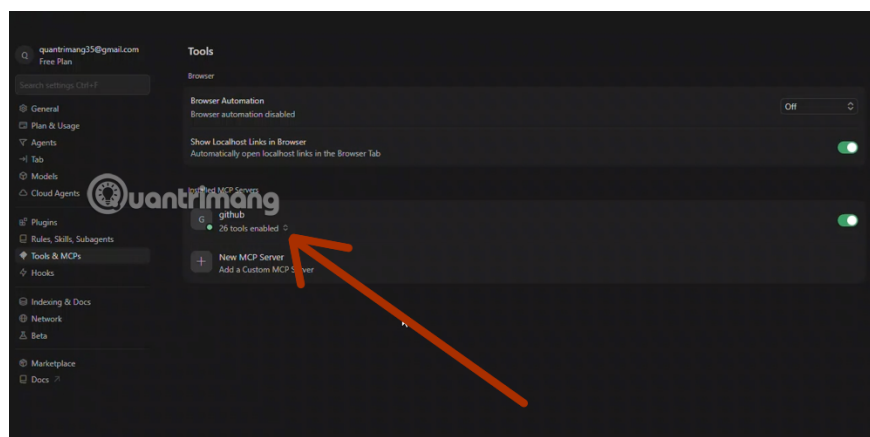 Q
quantrimang35@gmail.com
Free Plan
Search settings Ctrl+F
General
Plan & Usage
Agents
Tab
Models
Cloud Agents
Plugins
Rules, Skills, Subagents
Tools & MCPs
Hooks
Indexing & Docs
Network
Beta
Marketplace
Docs
Tools
Browser
Browser Automation
Browser automation disabled
Off
Show Localhost Links in Browser
Automatically open localhost links in the Browser Tab
Installed MCP Servers
Quantrimang
G
github
26 tools enabled
New MCP Server
Add a Custom MCP Server